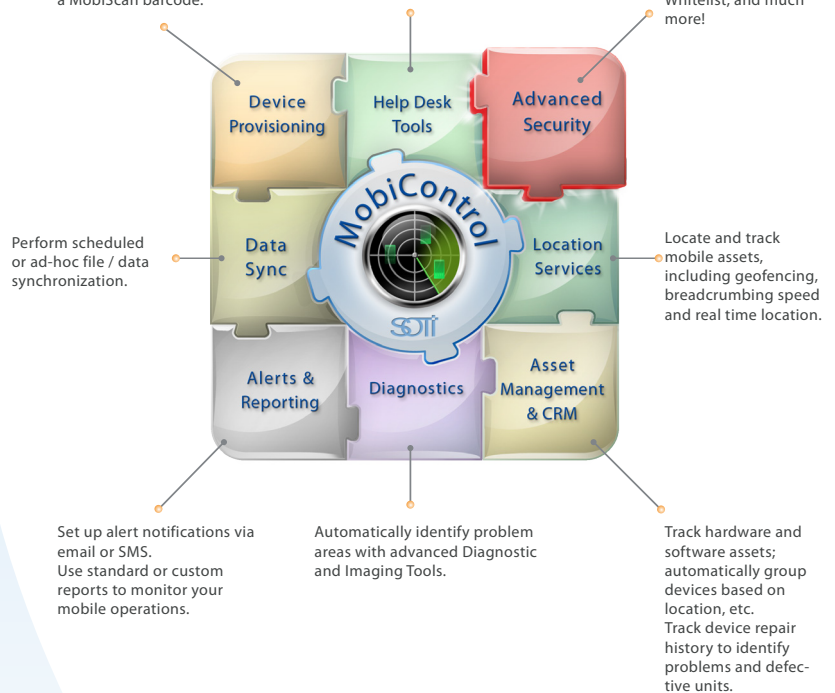 a MobiScan barcode.
Whitelist, and much
more!
Device
Provisioning
Help Desk
Tools
Advanced
Security
MobiControl
SOTI
Data
Sync
Location
Services
Alerts &
Reporting
Diagnostics
Asset
Management
& CRM
Perform scheduled
or ad-hoc file / data
synchronization.
Locate and track
mobile assets,
including geofencing,
breadcrumbing speed
and real time location.
Set up alert notifications via
email or SMS.
Use standard or custom
reports to monitor your
mobile operations.
Automatically identify problem
areas with advanced Diagnostic
and Imaging Tools.
Track hardware and
software assets;
automatically group
devices based on
location, etc.
Track device repair
history to identify
problems and defec-
tive units.